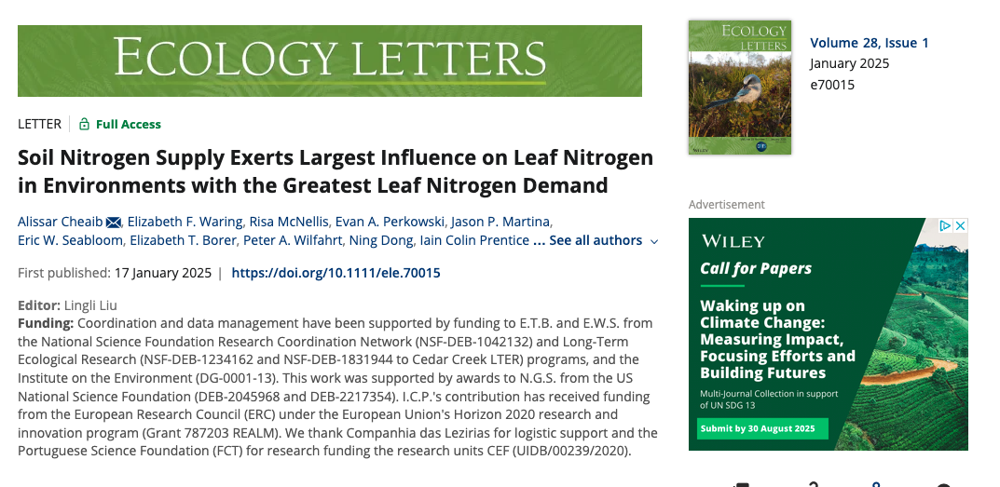 ECOLOGY LETTERS
LETTER
Full Access
Soil Nitrogen Supply Exerts Largest Influence on Leaf Nitrogen
in Environments with the Greatest Leaf Nitrogen Demand
Alissar Cheaib, Elizabeth F. Waring, Risa McNellis, Evan A. Perkowski, Jason P. Martina,
Eric W. Seabloom, Elizabeth T. Borer, Peter A. Wilfahrt, Ning Dong, Iain Colin Prentice ... See all authors
First published: 17 January 2025 | https://doi.org/10.1111/ele.70015
Editor: Lingli Liu
Funding: Coordination and data management have been supported by funding to E.T.B. and E.W.S. from
the National Science Foundation Research Coordination Network (NSF-DEB-1042132) and Long-Term
Ecological Research (NSF-DEB-1234162 and NSF-DEB-1831944 to Cedar Creek LTER) programs, and the
Institute on the Environment (DG-0001-13). This work was supported by awards to N.G.S. from the US
National Science Foundation (DEB-2045968 and DEB-2217354). I.C.P.'s contribution has received funding
from the European Research Council (ERC) under the European Union's Horizon 2020 research and
innovation program (Grant 787203 REALM). We thank Companhia das Lezirias for logistic support and the
Portuguese Science Foundation (FCT) for research funding the research units CEF (UIDB/00239/2020).
ECOLOGY
LETTERS
WILEY
Volume 28, Issue 1
January 2025
e70015
Advertisement
WILEY
Call for Papers
Waking up on
Climate Change:
Measuring Impact,
Focusing Efforts and
Building Futures
Multi-Journal Collection in support
of UN SDG 13
Submit by 30 August 2025